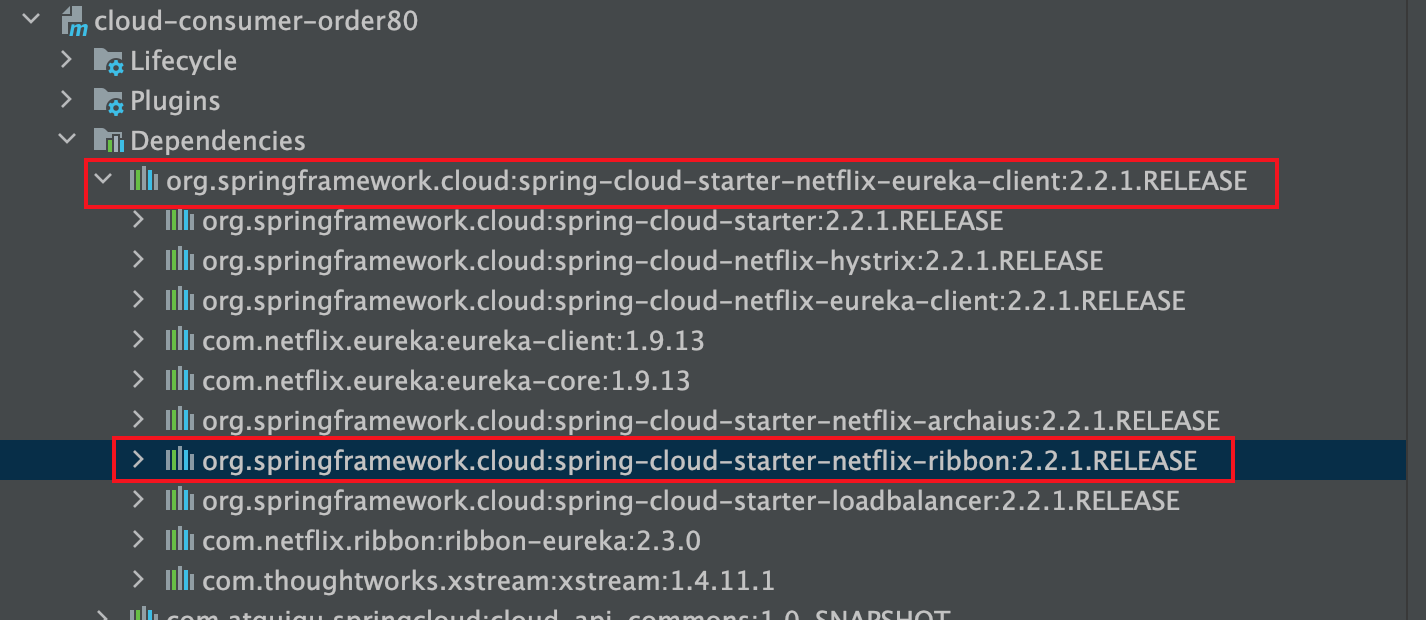 cloud-consumer-order80
Lifecycle
Plugins
Dependencies
org.springframework.cloud:spring-cloud-starter-netflix-eureka-client:2.2.1.RELEASE
org.springframework.cloud:spring-cloud-starter:2.2.1.RELEASE
org.springframework.cloud:spring-cloud-netflix-hystrix:2.2.1.RELEASE
org.springframework.cloud:spring-cloud-netflix-eureka-client:2.2.1.RELEASE
com.netflix.eureka:eureka-client:1.9.13
com.netflix.eureka:eureka-core:1.9.13
org.springframework.cloud:spring-cloud-starter-netflix-archaius:2.2.1.RELEASE
org.springframework.cloud:spring-cloud-starter-netflix-ribbon:2.2.1.RELEASE
org.springframework.cloud:spring-cloud-starter-loadbalancer:2.2.1.RELEASE
com.netflix.ribbon:ribbon-eureka:2.3.0
com.thoughtworks.xstream:xstream:1.4.11.1
com.atguigu.springcloud:cloud_api_commons:1.0_SNAPSHOT